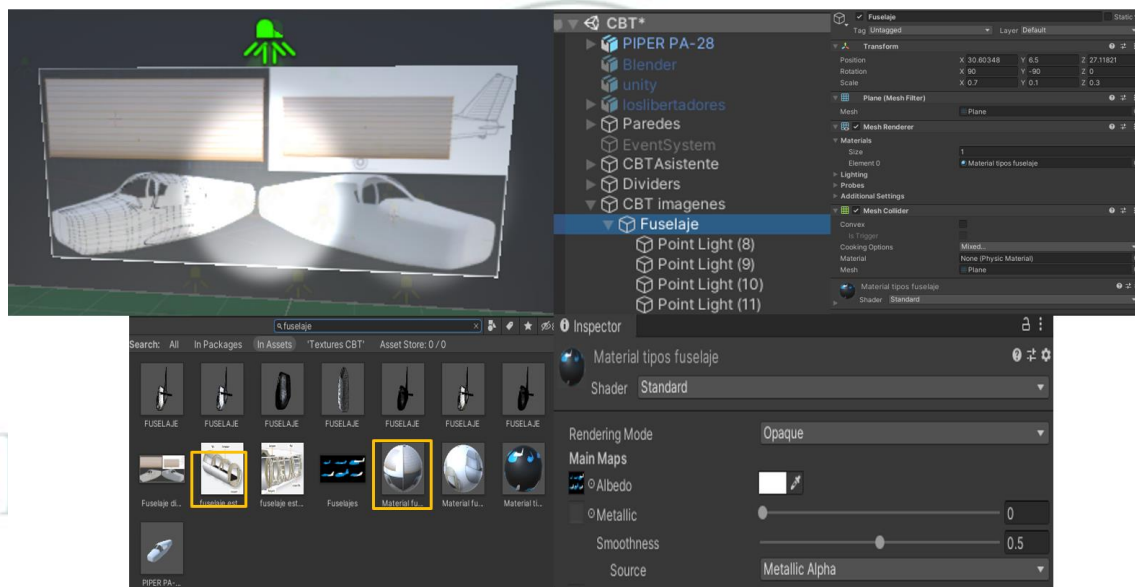 CBT*
PIPER PA-28
Blender
unity
loslibertadores
Paredes
EventSystem
CBTAsistente
Dividers
CBT imagenes
Fuselaje
Point Light (8)
Point Light (9)
Point Light (10)
Point Light (11)
Fuselaje Static
Tag Untagged Layer Default
Transform
Position X 30.60348 Y 6.5 Z 27.11821
Rotation X 90 Y -90 Z 0
Scale X 0.7 Y 0.1 Z 0.3
Plane (Mesh Filter)
Mesh Plane
Mesh Renderer
Materials
Size 1
Element 0 Material tipos fuselaje
Lighting
Probes
Additional Settings
Mesh Collider
Convex
Is Trigger
Cooking Options Mixed...
Material None (Physic Material)
Mesh Plane
Material tipos fuselaje
Shader Standard
fuselaje
Search: All In Packages In Assets 'Textures CBT' Asset Store: 0 / 0
FUSELAJE FUSELAJE FUSELAJE FUSELAJE FUSELAJE FUSELAJE FUSELAJE
Fuselaje di... fuselaje est... fuselaje est... Fuselajes Material fu... Material fu... Material ti...
PIPER PA-...
Inspector
Material tipos fuselaje
Shader Standard
Rendering Mode Opaque
Main Maps
Albedo
Metallic 0
Smoothness 0.5
Source Metallic Alpha